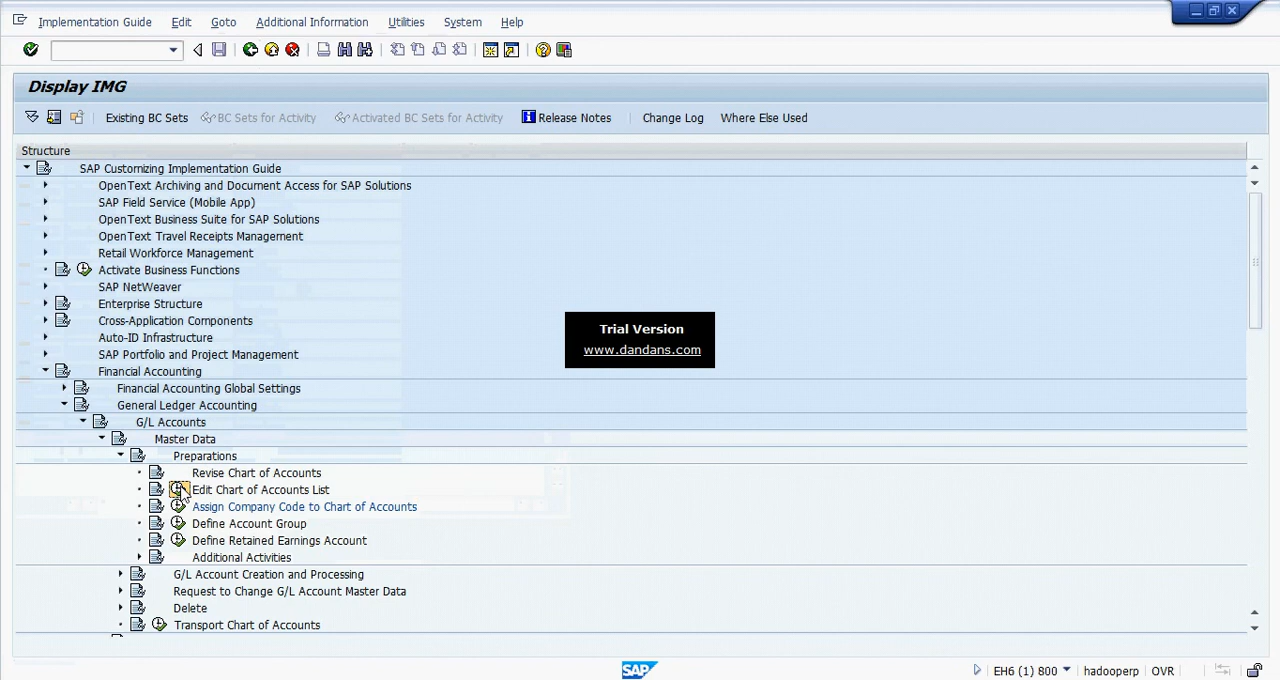 Implementation Guide Edit Goto Additional Information Utilities System Help
Display IMG
Existing BC Sets BC Sets for Activity Activated BC Sets for Activity Release Notes Change Log Where Else Used
Structure
SAP Customizing Implementation Guide
OpenText Archiving and Document Access for SAP Solutions
SAP Field Service (Mobile App)
OpenText Business Suite for SAP Solutions
OpenText Travel Receipts Management
Retail Workforce Management
Activate Business Functions
SAP NetWeaver
Enterprise Structure
Cross-Application Components
Auto-ID Infrastructure
SAP Portfolio and Project Management
Financial Accounting
Financial Accounting Global Settings
General Ledger Accounting
G/L Accounts
Master Data
Preparations
Revise Chart of Accounts
Edit Chart of Accounts List
Assign Company Code to Chart of Accounts
Define Account Group
Define Retained Earnings Account
Additional Activities
G/L Account Creation and Processing
Request to Change G/L Account Master Data
Delete
Transport Chart of Accounts
Trial Version
www.dandans.com
SAP EH6 (1) 800 hadooperp OVR